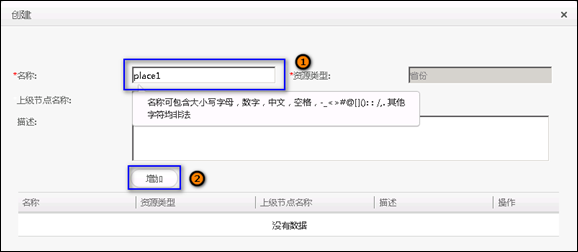 创建
1
*名称:
place1
*资源类型:
省份
上级节点名称:
名称可包含大小写字母，数字，中文，空格，-_<>#@[]():：/,.其他
字符均非法
描述:
增加
2
名称 资源类型 上级节点名称 描述 操作
没有数据